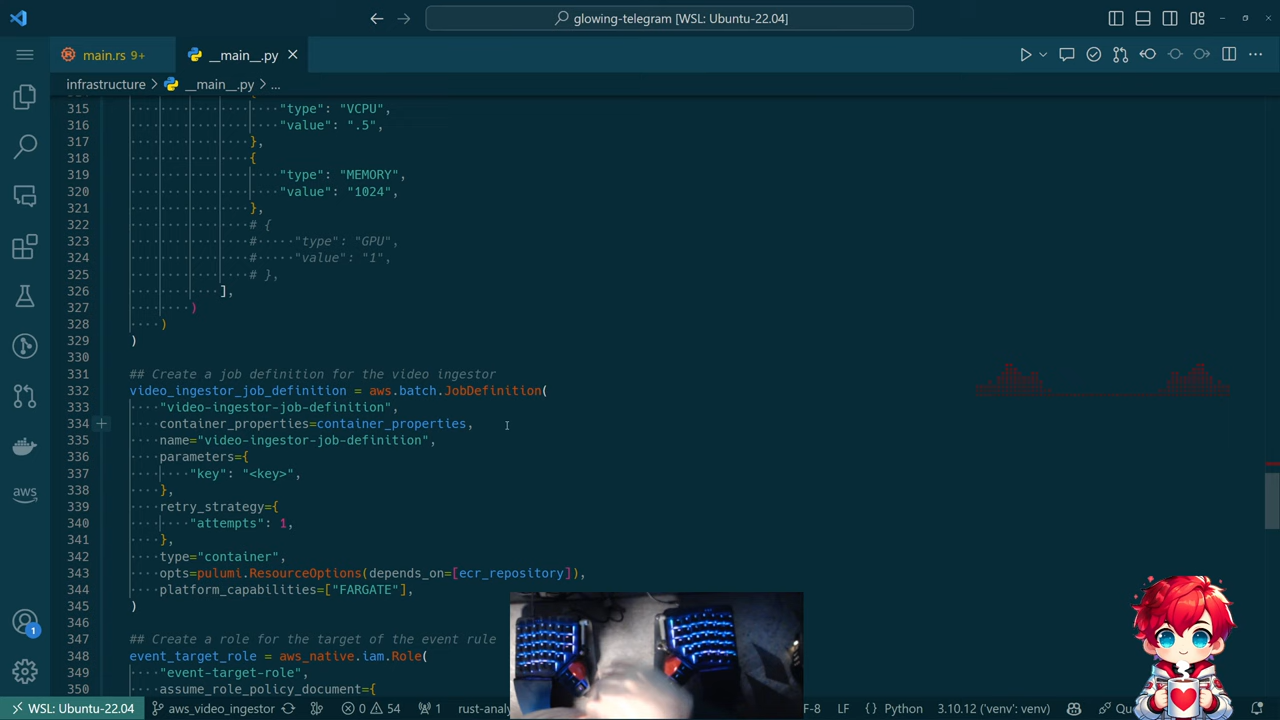 glowing-telegram [WSL: Ubuntu-22.04]
main.rs 9+
__main__.py
infrastructure > __main__.py > ...
315 "type": "VCPU",
316 "value": ".5",
317 },
318 {
319 "type": "MEMORY",
320 "value": "1024",
321 },
322 # {
323 #     "type": "GPU",
324 #     "value": "1",
325 # },
326 ],
327 )
328 )
329 )
330
331 ## Create a job definition for the video ingestor
332 video_ingestor_job_definition = aws.batch.JobDefinition(
333 "video-ingestor-job-definition",
334 container_properties=container_properties,
335 name="video-ingestor-job-definition",
336 parameters={
337 "key": "<key>",
338 },
339 retry_strategy={
340 "attempts": 1,
341 },
342 type="container",
343 opts=pulumi.ResourceOptions(depends_on=[ecr_repository]),
344 platform_capabilities=["FARGATE"],
345 )
346
347 ## Create a role for the target of the event rule
348 event_target_role = aws_native.iam.Role(
349 "event-target-role",
350 assume_role_policy_document={
aws
1
WSL: Ubuntu-22.04
aws_video_ingestor
0
54
1
rust-analy
F-8
LF
{ } Python
3.10.12 ('venv': venv)